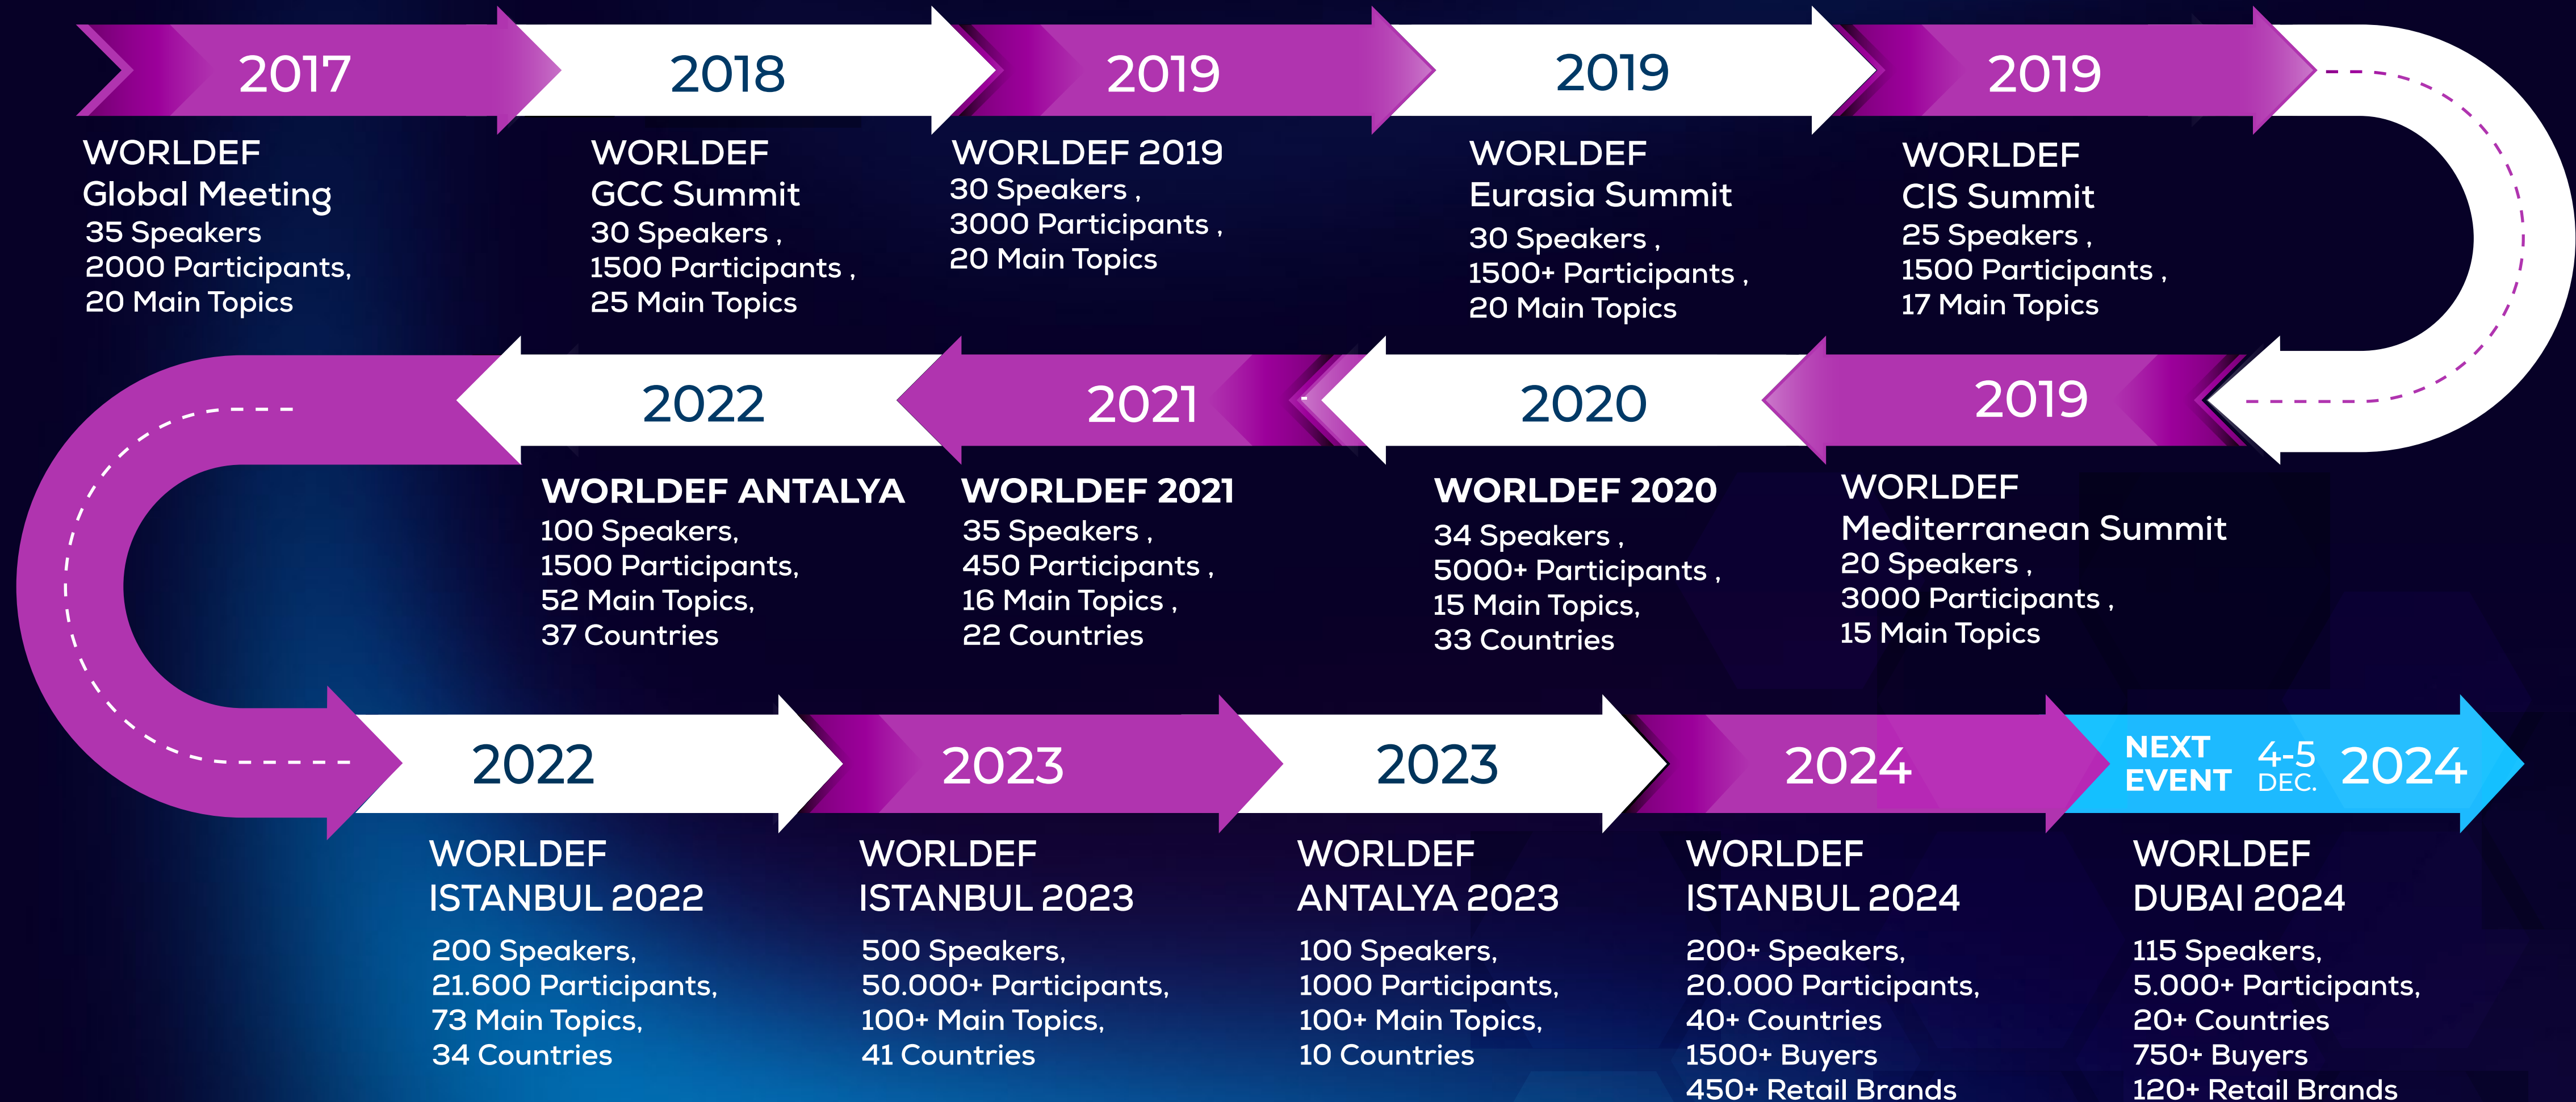 2017
WORLDEF
Global Meeting
35 Speakers
2000 Participants,
20 Main Topics
2018
WORLDEF
GCC Summit
30 Speakers ,
1500 Participants ,
25 Main Topics
2019
WORLDEF 2019
30 Speakers ,
3000 Participants ,
20 Main Topics
2019
WORLDEF
Eurasia Summit
30 Speakers ,
1500+ Participants ,
20 Main Topics
2019
WORLDEF
CIS Summit
25 Speakers ,
1500 Participants ,
17 Main Topics
2019
WORLDEF
Mediterranean Summit
20 Speakers ,
3000 Participants ,
15 Main Topics
2020
WORLDEF 2020
34 Speakers ,
5000+ Participants ,
15 Main Topics,
33 Countries
2021
WORLDEF 2021
35 Speakers ,
450 Participants ,
16 Main Topics ,
22 Countries
2022
WORLDEF ANTALYA
100 Speakers,
1500 Participants,
52 Main Topics,
37 Countries
2022
WORLDEF
ISTANBUL 2022
200 Speakers,
21.600 Participants,
73 Main Topics,
34 Countries
2023
WORLDEF
ISTANBUL 2023
500 Speakers,
50.000+ Participants,
100+ Main Topics,
41 Countries
2023
WORLDEF
ANTALYA 2023
100 Speakers,
1000 Participants,
100+ Main Topics,
10 Countries
2024
WORLDEF
ISTANBUL 2024
200+ Speakers,
20.000 Participants,
40+ Countries
1500+ Buyers
450+ Retail Brands
NEXT
EVENT
4-5
DEC.
2024
WORLDEF
DUBAI 2024
115 Speakers,
5.000+ Participants,
20+ Countries
750+ Buyers
120+ Retail Brands